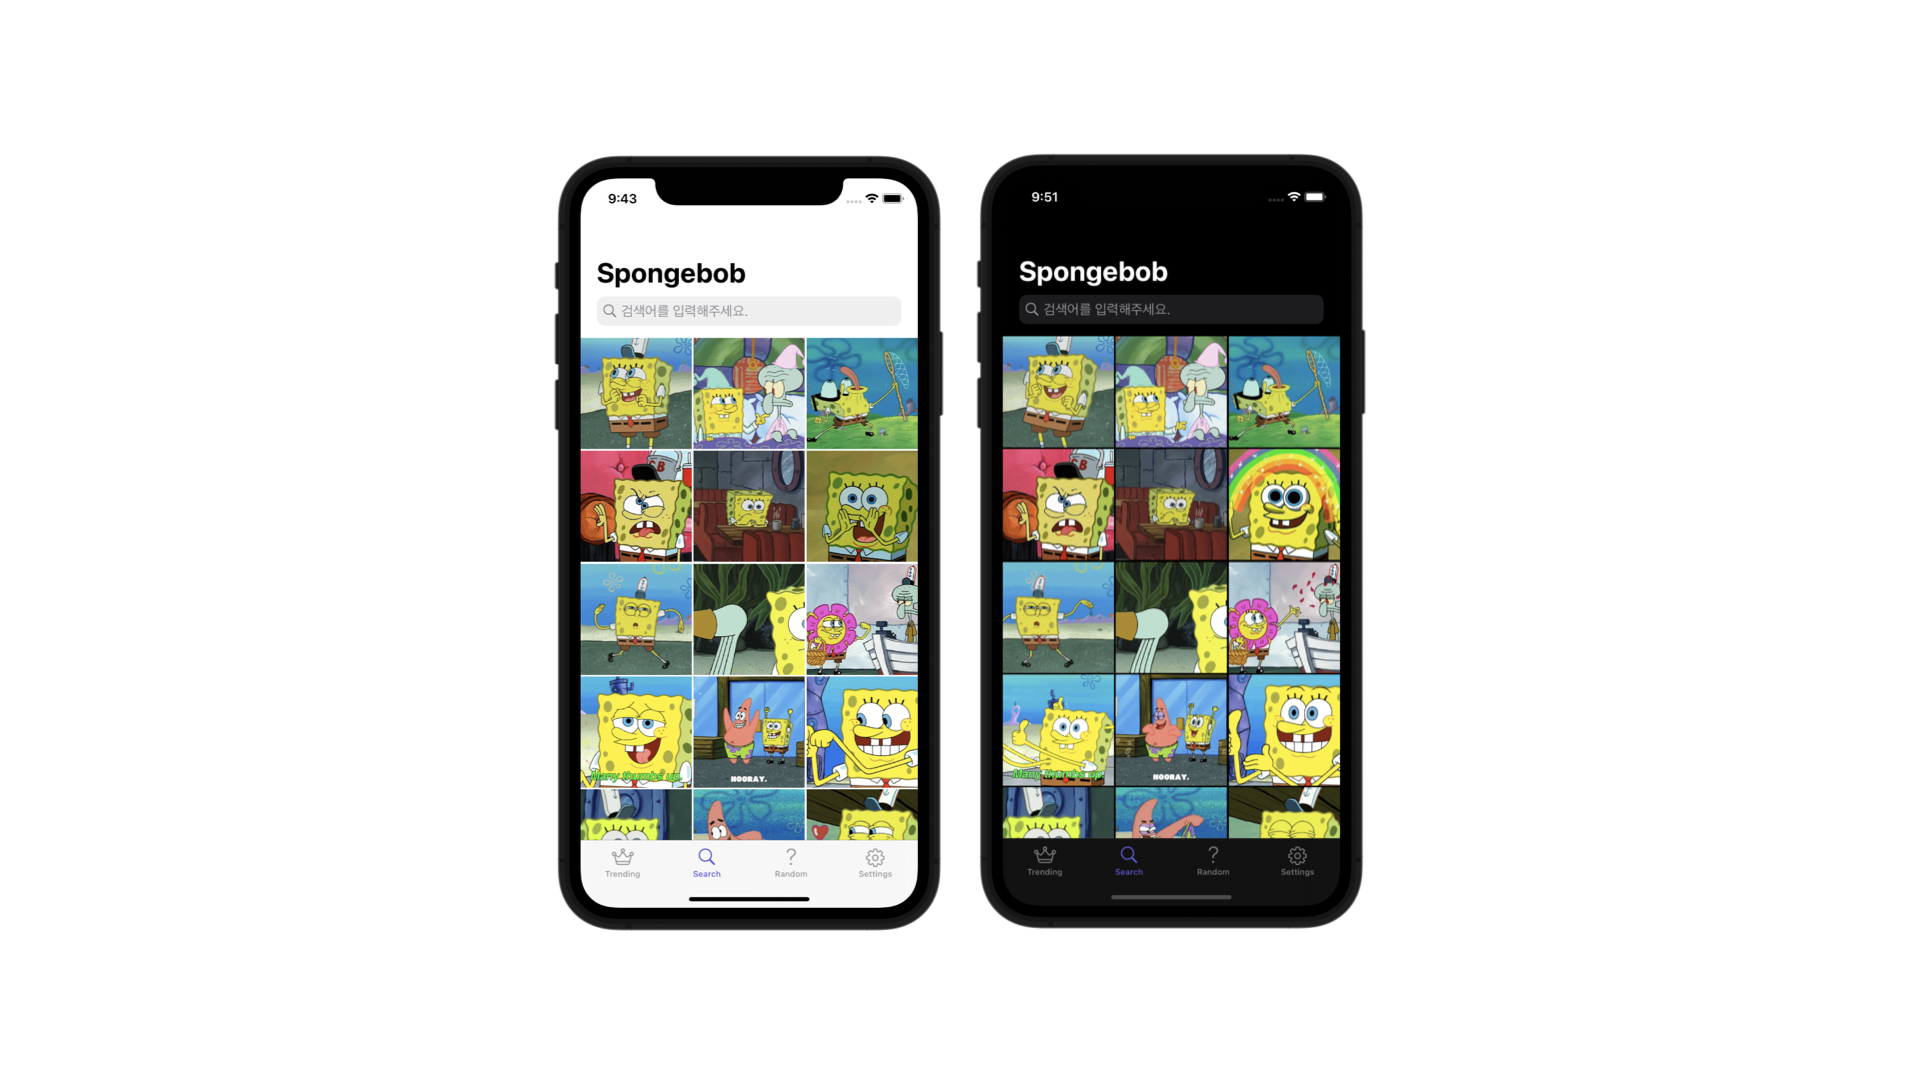 9:43
Spongebob
검색어를 입력해주세요.
Many thumbs up.
HOORAY.
Trending
Search
Random
Settings
9:51
Spongebob
검색어를 입력해주세요.
Many thumbs up.
HOORAY.
Trending
Search
Random
Settings